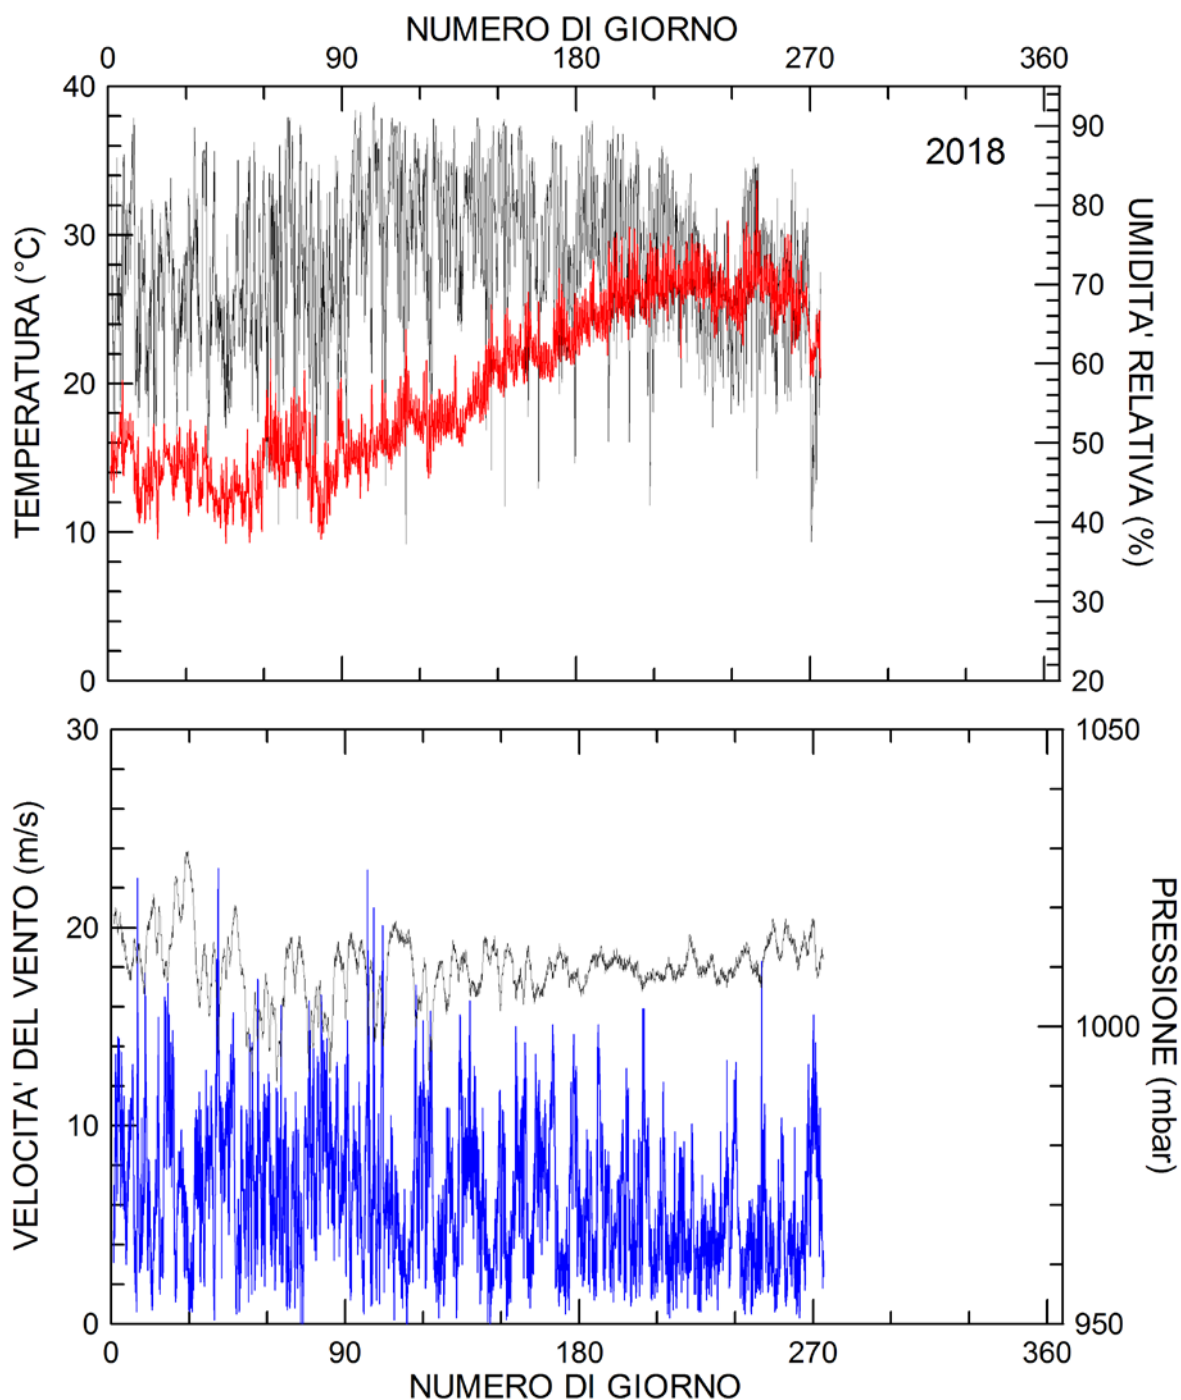 NUMERO DI GIORNO
0 90 180 270 360
40
30
20
10
0
TEMPERATURA (°C)
2018
90
80
70
60
50
40
30
20
UMIDITA' RELATIVA (%)
30
20
10
0
VELOCITA' DEL VENTO (m/s)
1050
1000
950
PRESSIONE (mbar)
0 90 180 270 360
NUMERO DI GIORNO